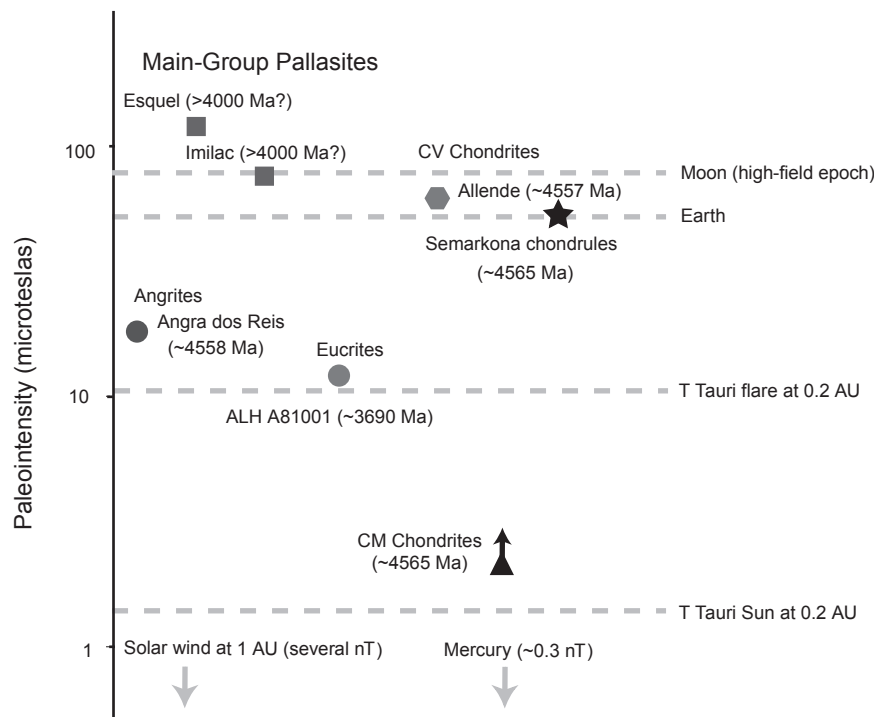 Main-Group Pallasites
Esquel (>4000 Ma?)
100
Imilac (>4000 Ma?)
CV Chondrites
Moon (high-field epoch)
Allende (~4557 Ma)
Earth
Semarkona chondrules
(~4565 Ma)
Paleointensity (microteslas)
Angrites
Angra dos Reis
(~4558 Ma)
Eucrites
T Tauri flare at 0.2 AU
10
ALH A81001 (~3690 Ma)
CM Chondrites
(~4565 Ma)
T Tauri Sun at 0.2 AU
1
Solar wind at 1 AU (several nT)
Mercury (~0.3 nT)